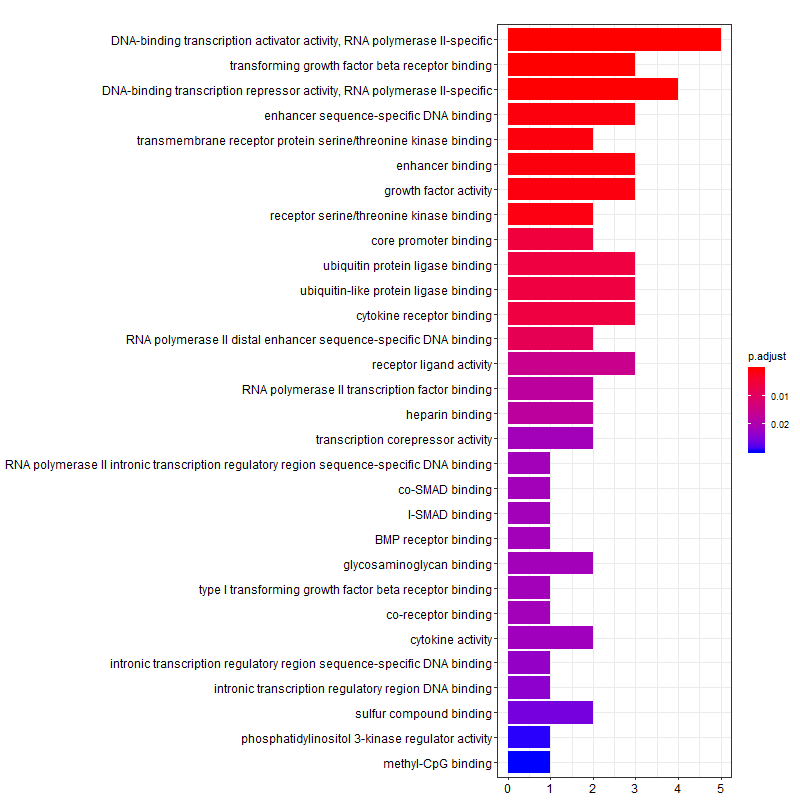 DNA-binding transcription activator activity, RNA polymerase II-specific
transforming growth factor beta receptor binding
DNA-binding transcription repressor activity, RNA polymerase II-specific
enhancer sequence-specific DNA binding
transmembrane receptor protein serine/threonine kinase binding
enhancer binding
growth factor activity
receptor serine/threonine kinase binding
core promoter binding
ubiquitin protein ligase binding
ubiquitin-like protein ligase binding
cytokine receptor binding
RNA polymerase II distal enhancer sequence-specific DNA binding
receptor ligand activity
RNA polymerase II transcription factor binding
heparin binding
transcription corepressor activity
RNA polymerase II intronic transcription regulatory region sequence-specific DNA binding
co-SMAD binding
I-SMAD binding
BMP receptor binding
glycosaminoglycan binding
type I transforming growth factor beta receptor binding
co-receptor binding
cytokine activity
intronic transcription regulatory region sequence-specific DNA binding
intronic transcription regulatory region DNA binding
sulfur compound binding
phosphatidylinositol 3-kinase regulator activity
methyl-CpG binding
0 1 2 3 4 5
p.adjust
0.01
0.02